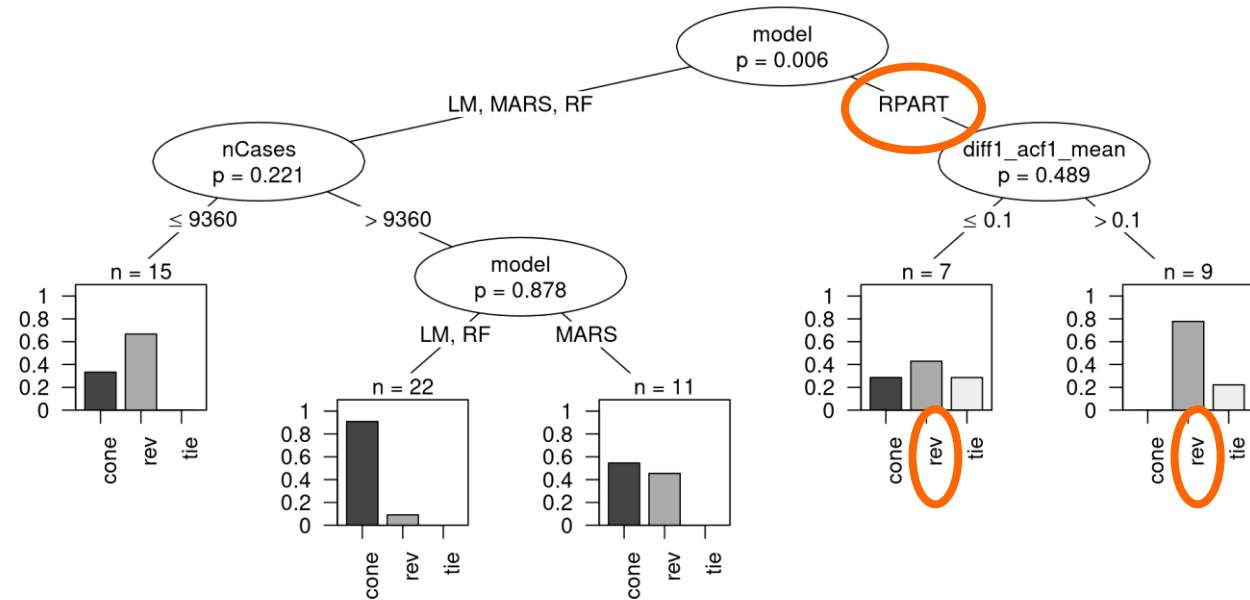 model
p = 0.006
LM, MARS, RF
RPART
nCases
p = 0.221
diff1_acf1_mean
p = 0.489
≤ 9360
> 9360
≤ 0.1
> 0.1
model
p = 0.878
LM, RF
MARS
n = 15
1
0.8
0.6
0.4
0.2
0
cone
rev
tie
n = 22
1
0.8
0.6
0.4
0.2
0
cone
rev
tie
n = 11
1
0.8
0.6
0.4
0.2
0
cone
rev
tie
n = 7
1
0.8
0.6
0.4
0.2
0
cone
rev
tie
n = 9
1
0.8
0.6
0.4
0.2
0
cone
rev
tie